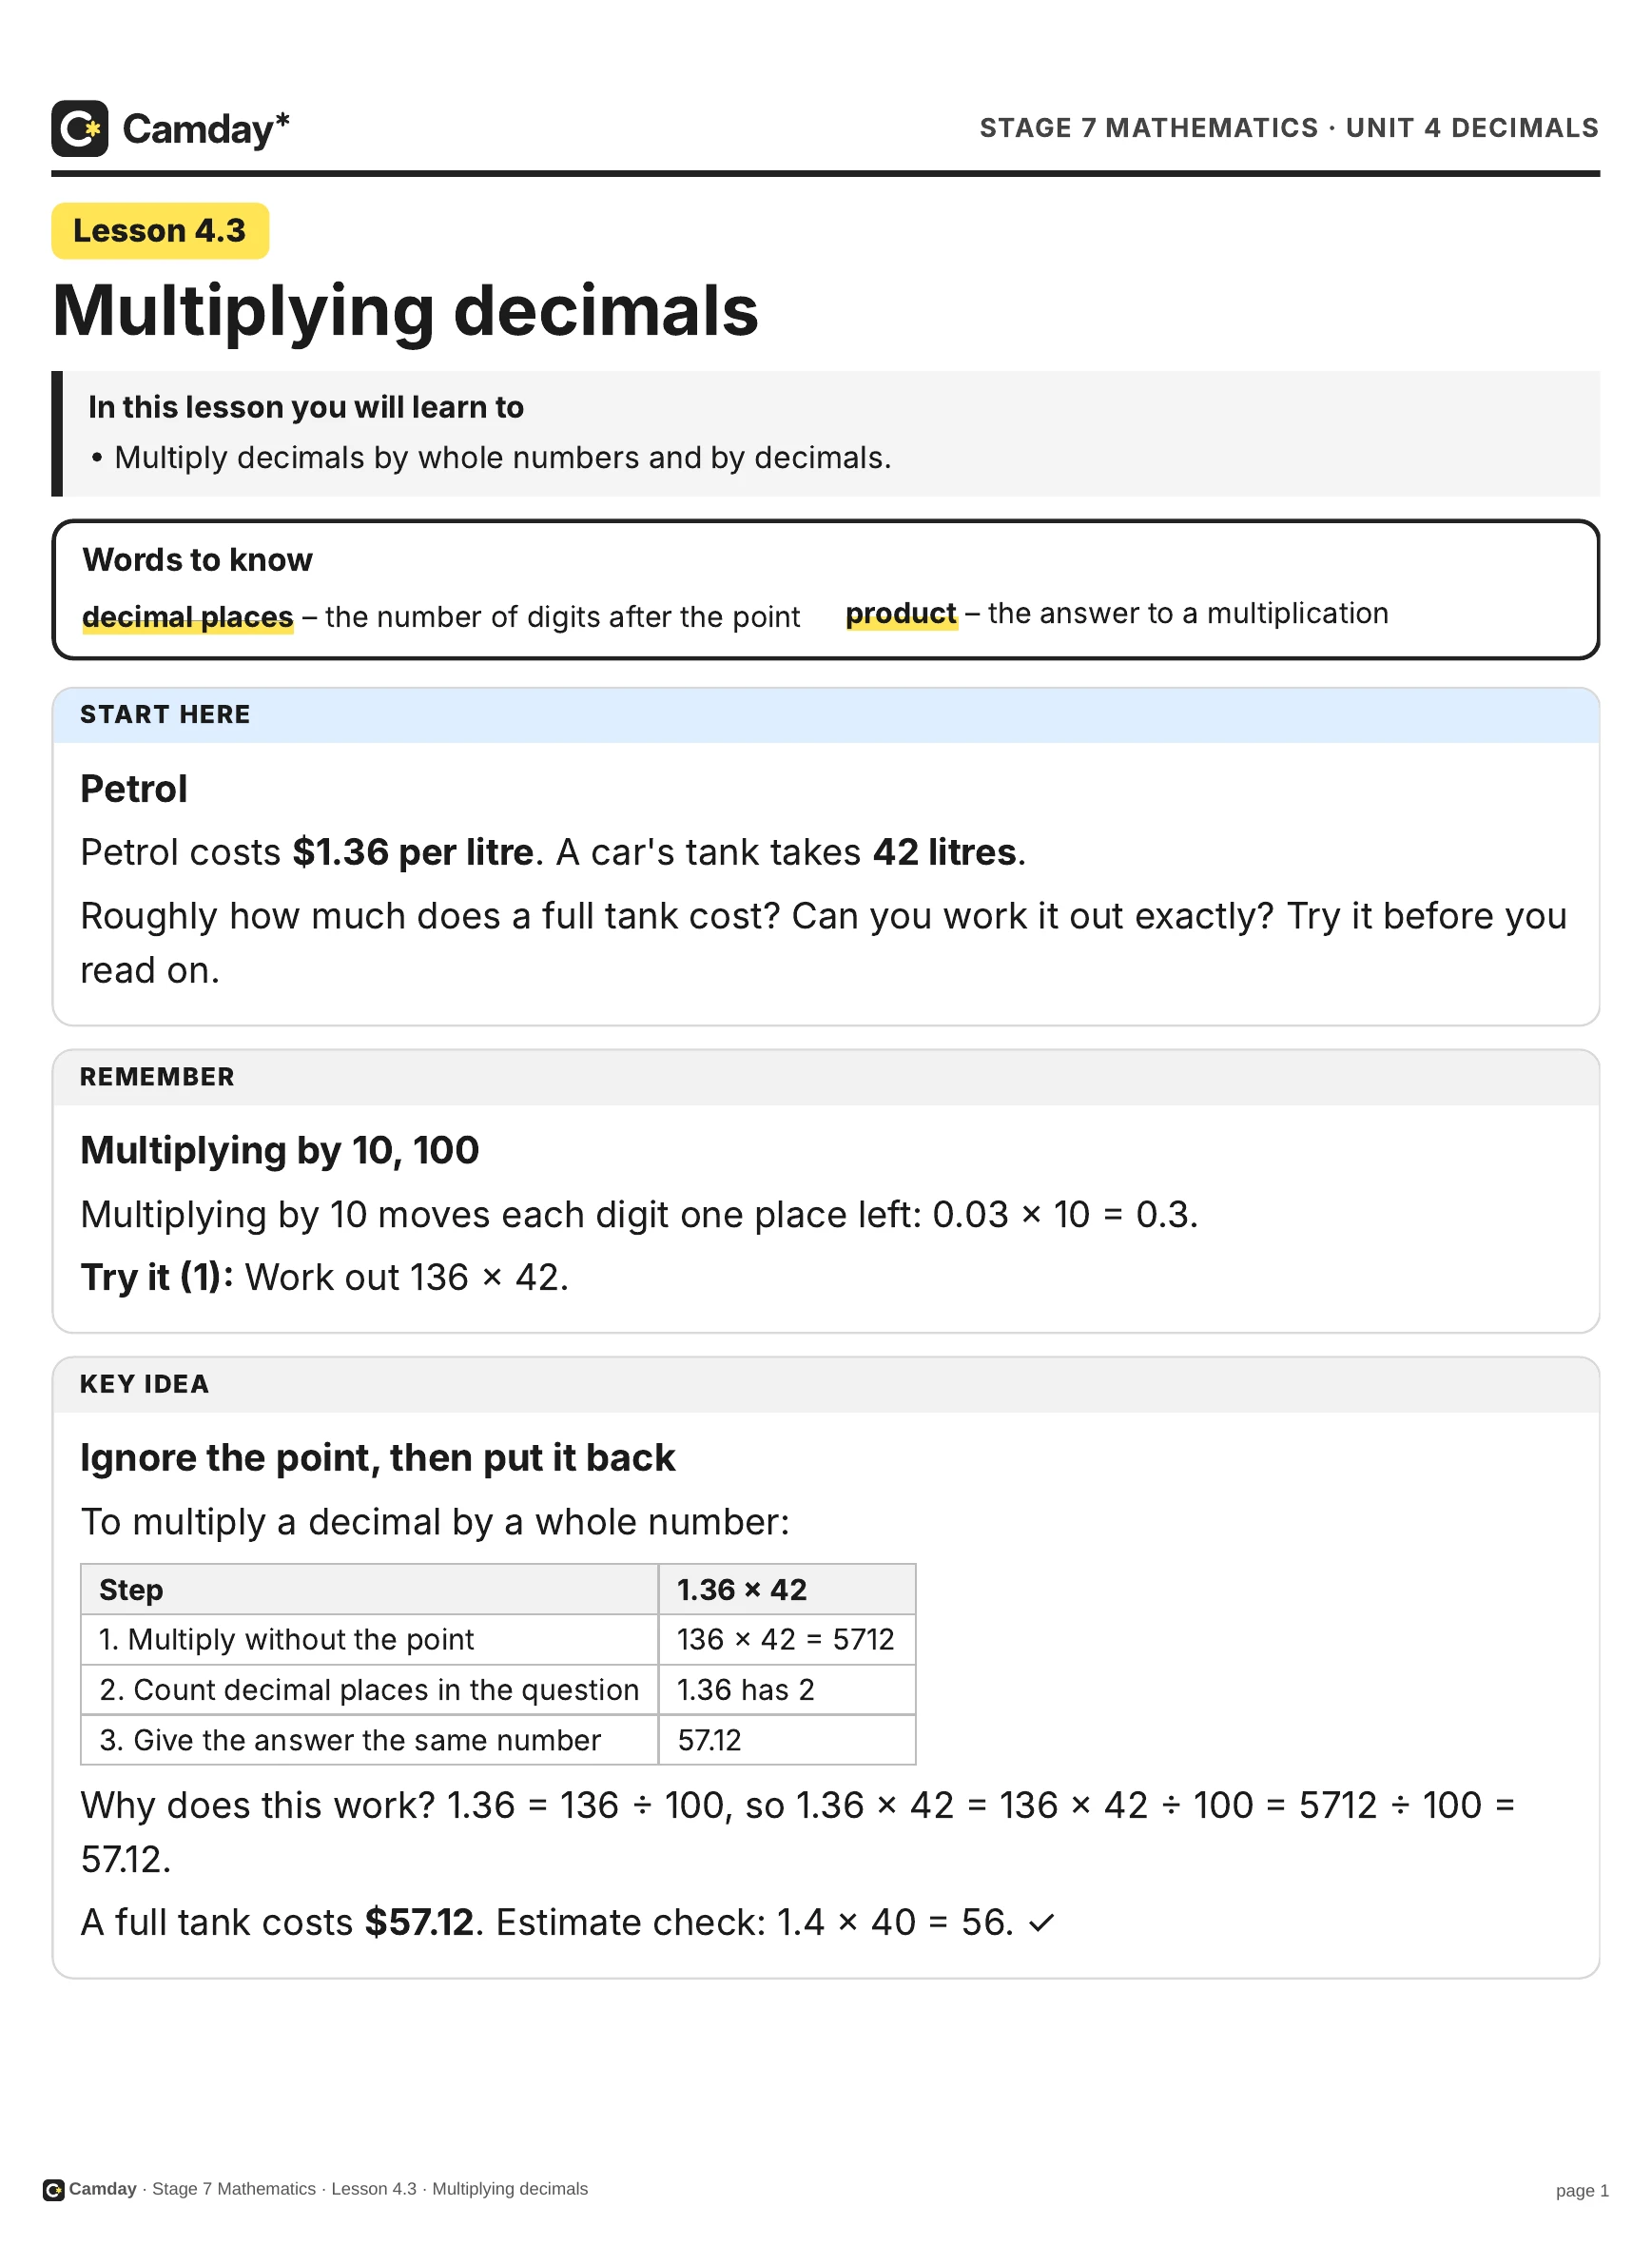 Camday*
STAGE 7 MATHEMATICS · UNIT 4 DECIMALS
Lesson 4.3
Multiplying decimals
In this lesson you will learn to
• Multiply decimals by whole numbers and by decimals.
Words to know
decimal places – the number of digits after the point product – the answer to a multiplication
START HERE
Petrol
Petrol costs $1.36 per litre. A car's tank takes 42 litres.
Roughly how much does a full tank cost? Can you work it out exactly? Try it before you
read on.
REMEMBER
Multiplying by 10, 100
Multiplying by 10 moves each digit one place left: 0.03 × 10 = 0.3.
Try it (1): Work out 136 × 42.
KEY IDEA
Ignore the point, then put it back
To multiply a decimal by a whole number:
Step 1.36 × 42
1. Multiply without the point 136 × 42 = 5712
2. Count decimal places in the question 1.36 has 2
3. Give the answer the same number 57.12
Why does this work? 1.36 = 136 ÷ 100, so 1.36 × 42 = 136 × 42 ÷ 100 = 5712 ÷ 100 =
57.12.
A full tank costs $57.12. Estimate check: 1.4 × 40 = 56. ✓
Camday · Stage 7 Mathematics · Lesson 4.3 · Multiplying decimals
page 1